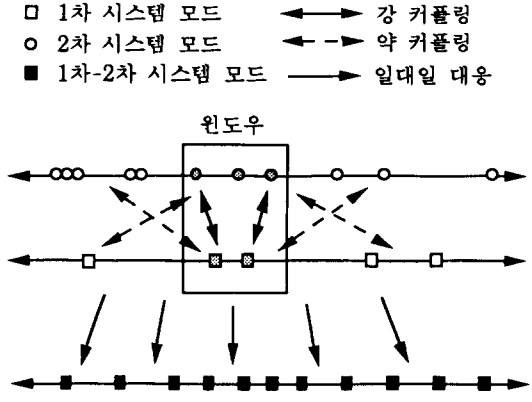 1차 시스템 모드
강 커플링
2차 시스템 모드
약 커플링
1차-2차 시스템 모드
일대일 대응
윈도우